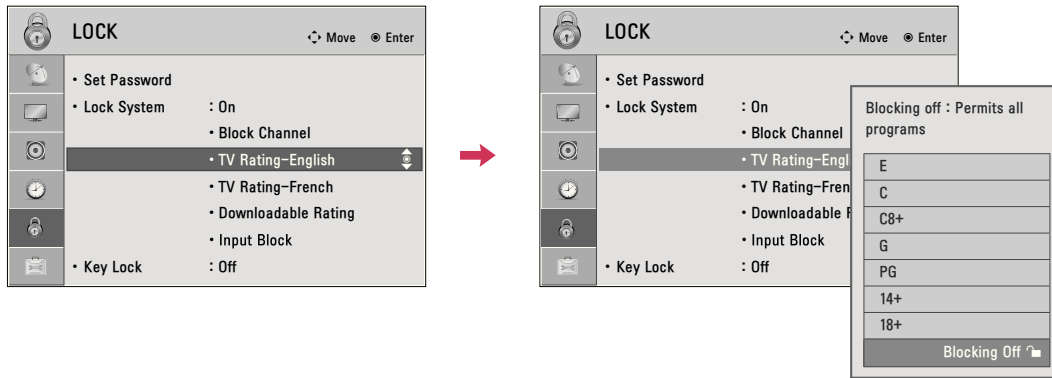 LOCK
Move Enter
• Set Password
• Lock System : On
• Block Channel
• TV Rating-English
• TV Rating-French
• Downloadable Rating
• Input Block
• Key Lock : Off
LOCK
Move Enter
• Set Password
• Lock System : On
• Block Channel
• TV Rating-Engl
• TV Rating-Fren
• Downloadable
• Input Block
• Key Lock : Off
Blocking off : Permits all
programs
E
C
C8+
G
PG
14+
18+
Blocking Off